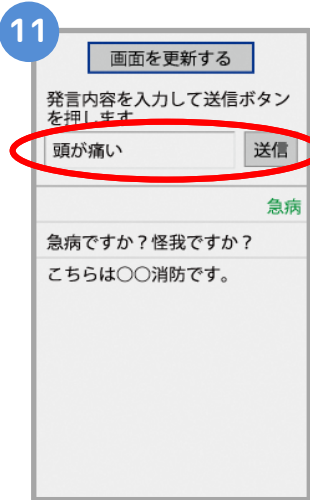 11
画面を更新する
発言内容を入力して送信ボタン
を押します
頭が痛い
送信
急病
急病ですか？怪我ですか？
こちらは〇〇消防です。